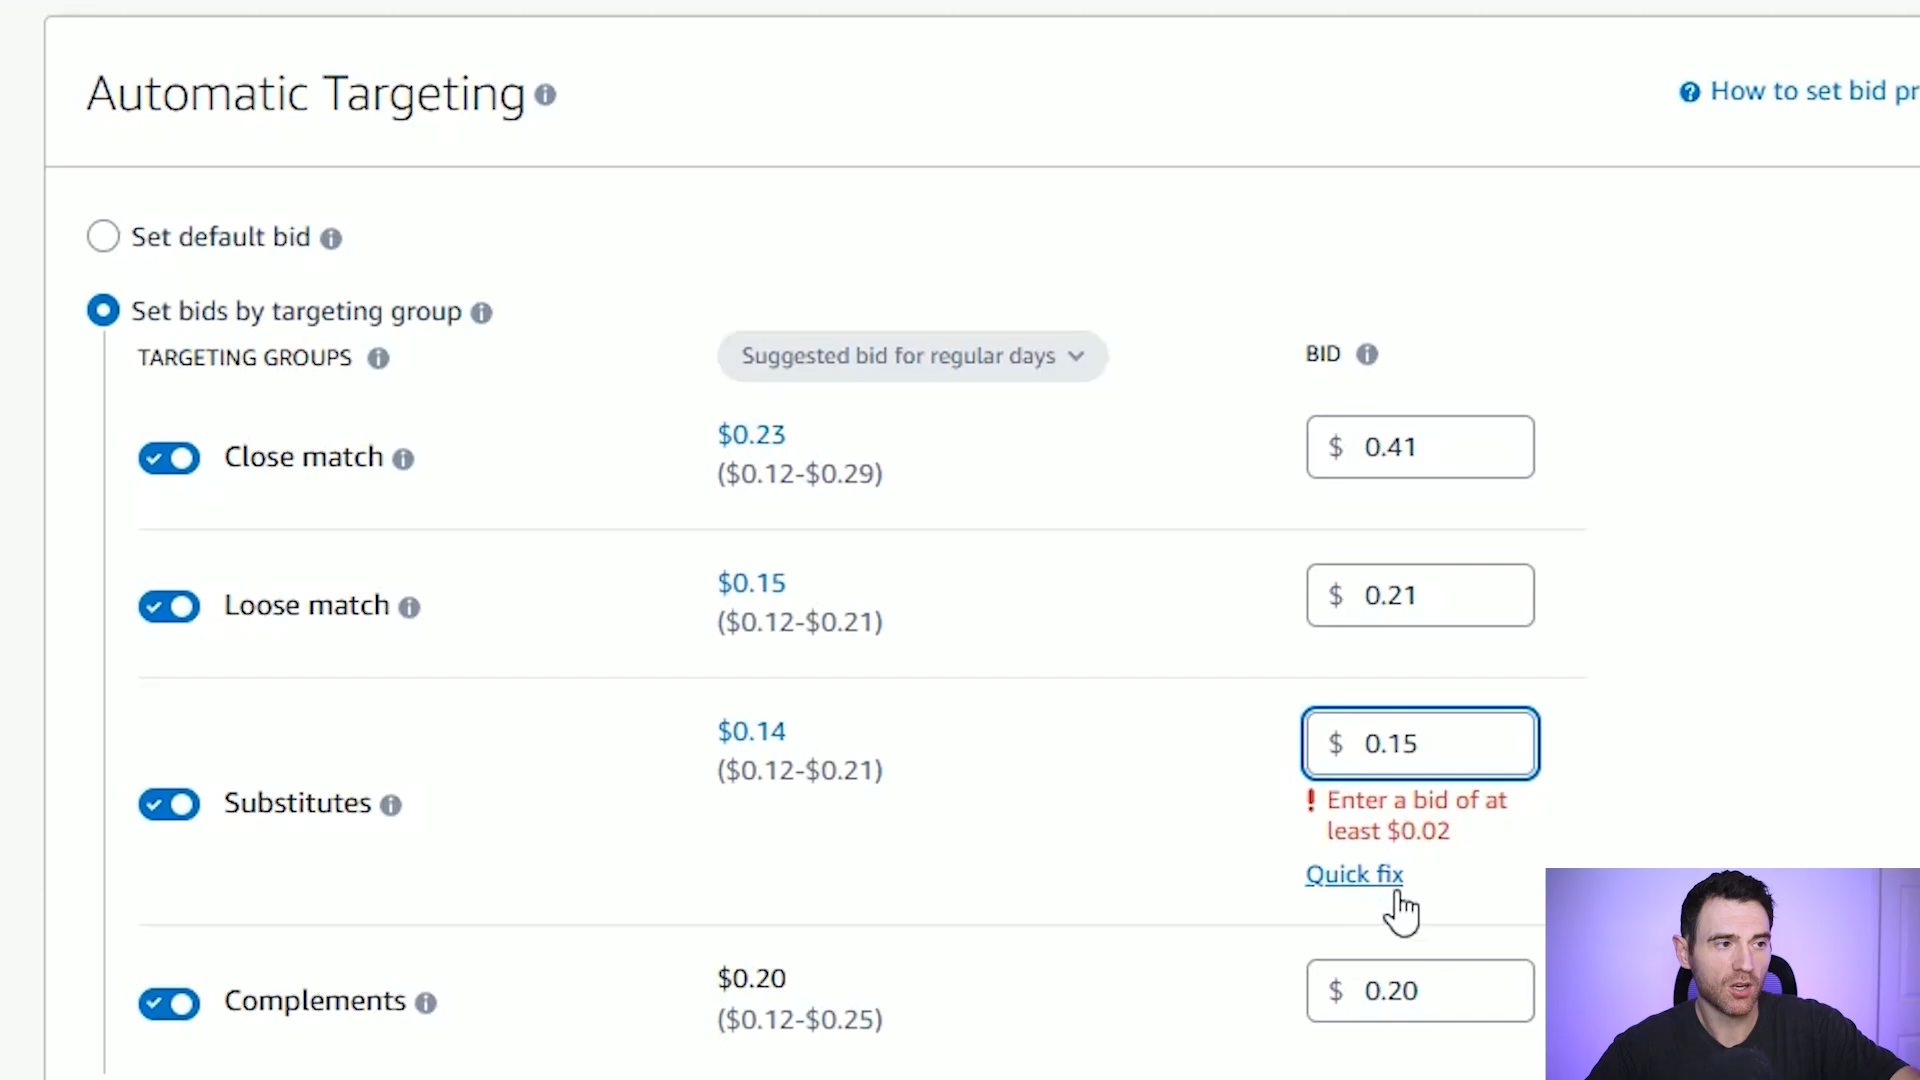 Automatic Targeting
How to set bid pr
Set default bid
Set bids by targeting group
TARGETING GROUPS
Suggested bid for regular days
BID
Close match
$0.23
($0.12-$0.29)
$ 0.41
Loose match
$0.15
($0.12-$0.21)
$ 0.21
Substitutes
$0.14
($0.12-$0.21)
$ 0.15
! Enter a bid of at
least $0.02
Quick fix
Complements
$0.20
($0.12-$0.25)
$ 0.20